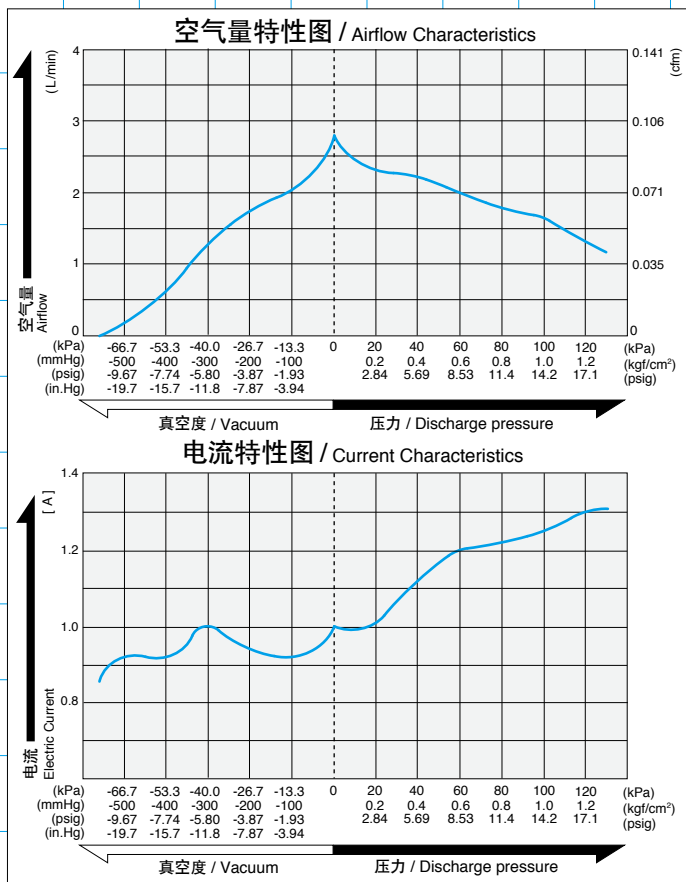 空气量特性图 / Airflow Characteristics
(L/min)
4
3
2
1
0
空气量
Airflow
0.141
(cfm)
0.106
0.071
0.035
0
(kPa) -66.7 -53.3 -40.0 -26.7 -13.3 0 20 40 60 80 100 120 (kPa)
(mmHg) -500 -400 -300 -200 -100 0.2 0.4 0.6 0.8 1.0 1.2 (kgf/cm²)
(psig) -9.67 -7.74 -5.80 -3.87 -1.93 2.84 5.69 8.53 11.4 14.2 17.1 (psig)
(in.Hg) -19.7 -15.7 -11.8 -7.87 -3.94
真空度 / Vacuum 压力 / Discharge pressure
电流特性图 / Current Characteristics
[ A ]
1.4
1.2
1.0
0.8
电流
Electric Current
(kPa) -66.7 -53.3 -40.0 -26.7 -13.3 0 20 40 60 80 100 120 (kPa)
(mmHg) -500 -400 -300 -200 -100 0.2 0.4 0.6 0.8 1.0 1.2 (kgf/cm²)
(psig) -9.67 -7.74 -5.80 -3.87 -1.93 2.84 5.69 8.53 11.4 14.2 17.1 (psig)
(in.Hg) -19.7 -15.7 -11.8 -7.87 -3.94
真空度 / Vacuum 压力 / Discharge pressure